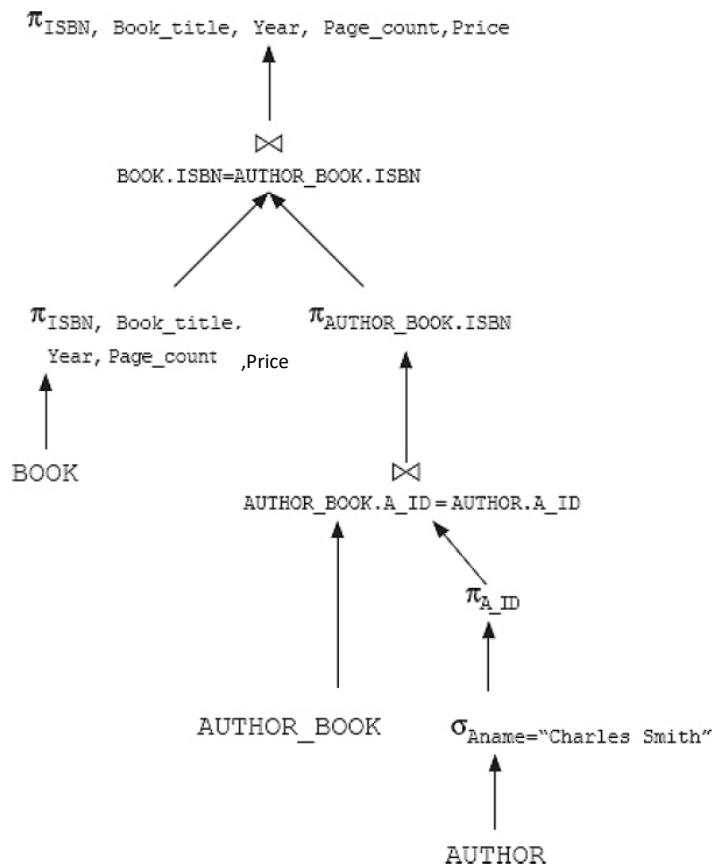 πISBN, Book_title, Year, Page_count,Price
⋈
BOOK.ISBN=AUTHOR_BOOK.ISBN
πISBN, Book_title, πAUTHOR_BOOK.ISBN
Year,Page_count ,Price
BOOK
⋈
AUTHOR_BOOK.A_ID=AUTHOR.A_ID
πA_ID
AUTHOR_BOOK σAname="Charles Smith"
AUTHOR